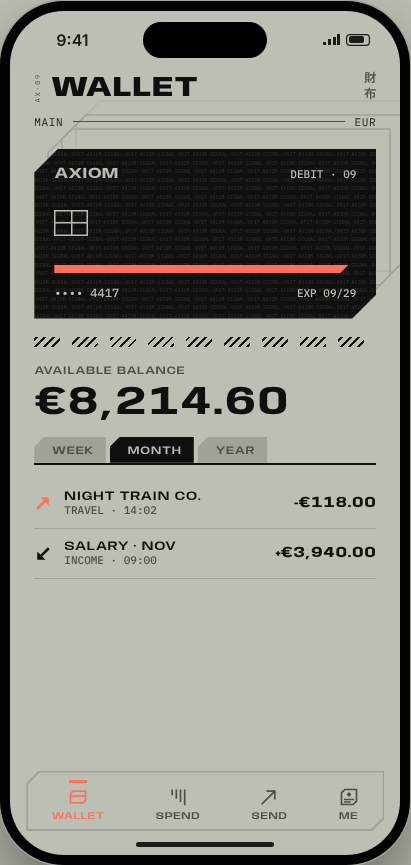 9:41
AX·09
WALLET
財布
MAIN
EUR
AXIOM
DEBIT · 09
•••• 4417
EXP 09/29
AVAILABLE BALANCE
€8,214.60
WEEK
MONTH
YEAR
NIGHT TRAIN CO.
-€118.00
TRAVEL · 14:02
SALARY · NOV
+€3,940.00
INCOME · 09:00
WALLET
SPEND
SEND
ME